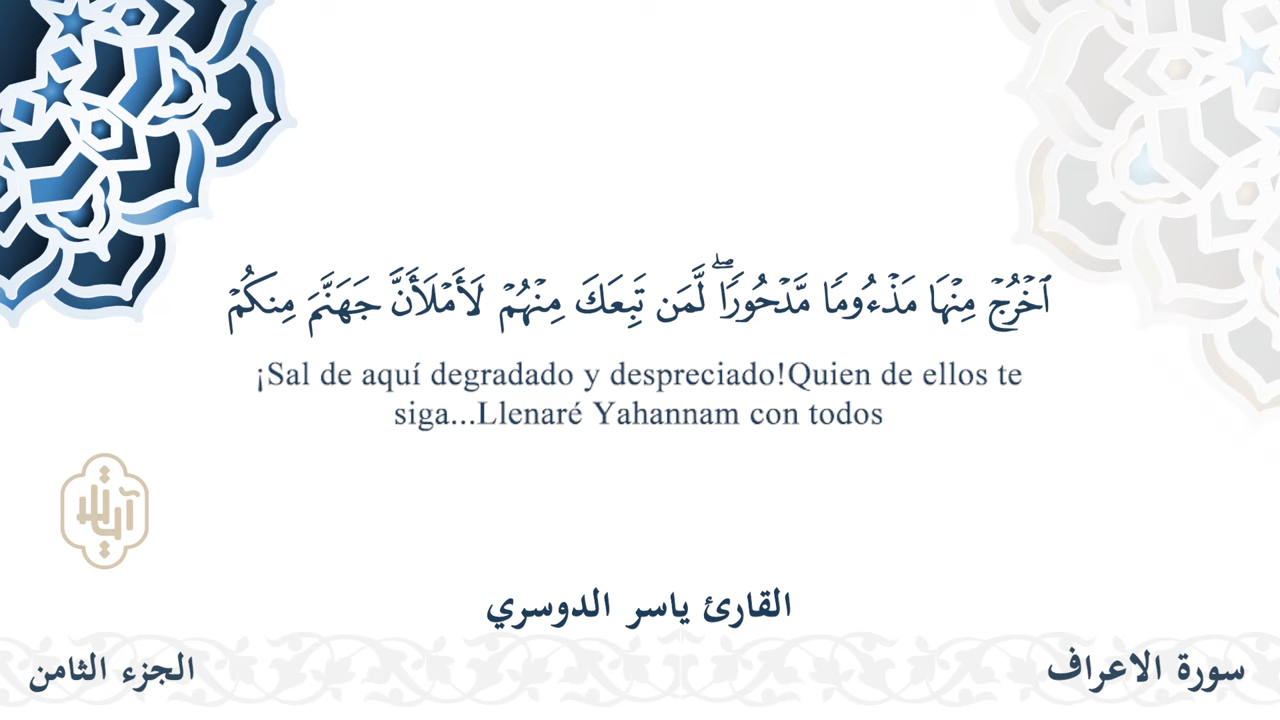 ٱخْرُجْ مِنْهَا مَذْءُومًا مَّدْحُورًا ۖ لَّمَن تَبِعَكَ مِنْهُمْ لَأَمْلَأَنَّ جَهَنَّمَ مِنكُمْ
¡Sal de aquí degradado y despreciado!Quien de ellos te
siga...Llenaré Yahannam con todos
القارئ ياسر الدوسري
سورة الاعراف
الجزء الثامن